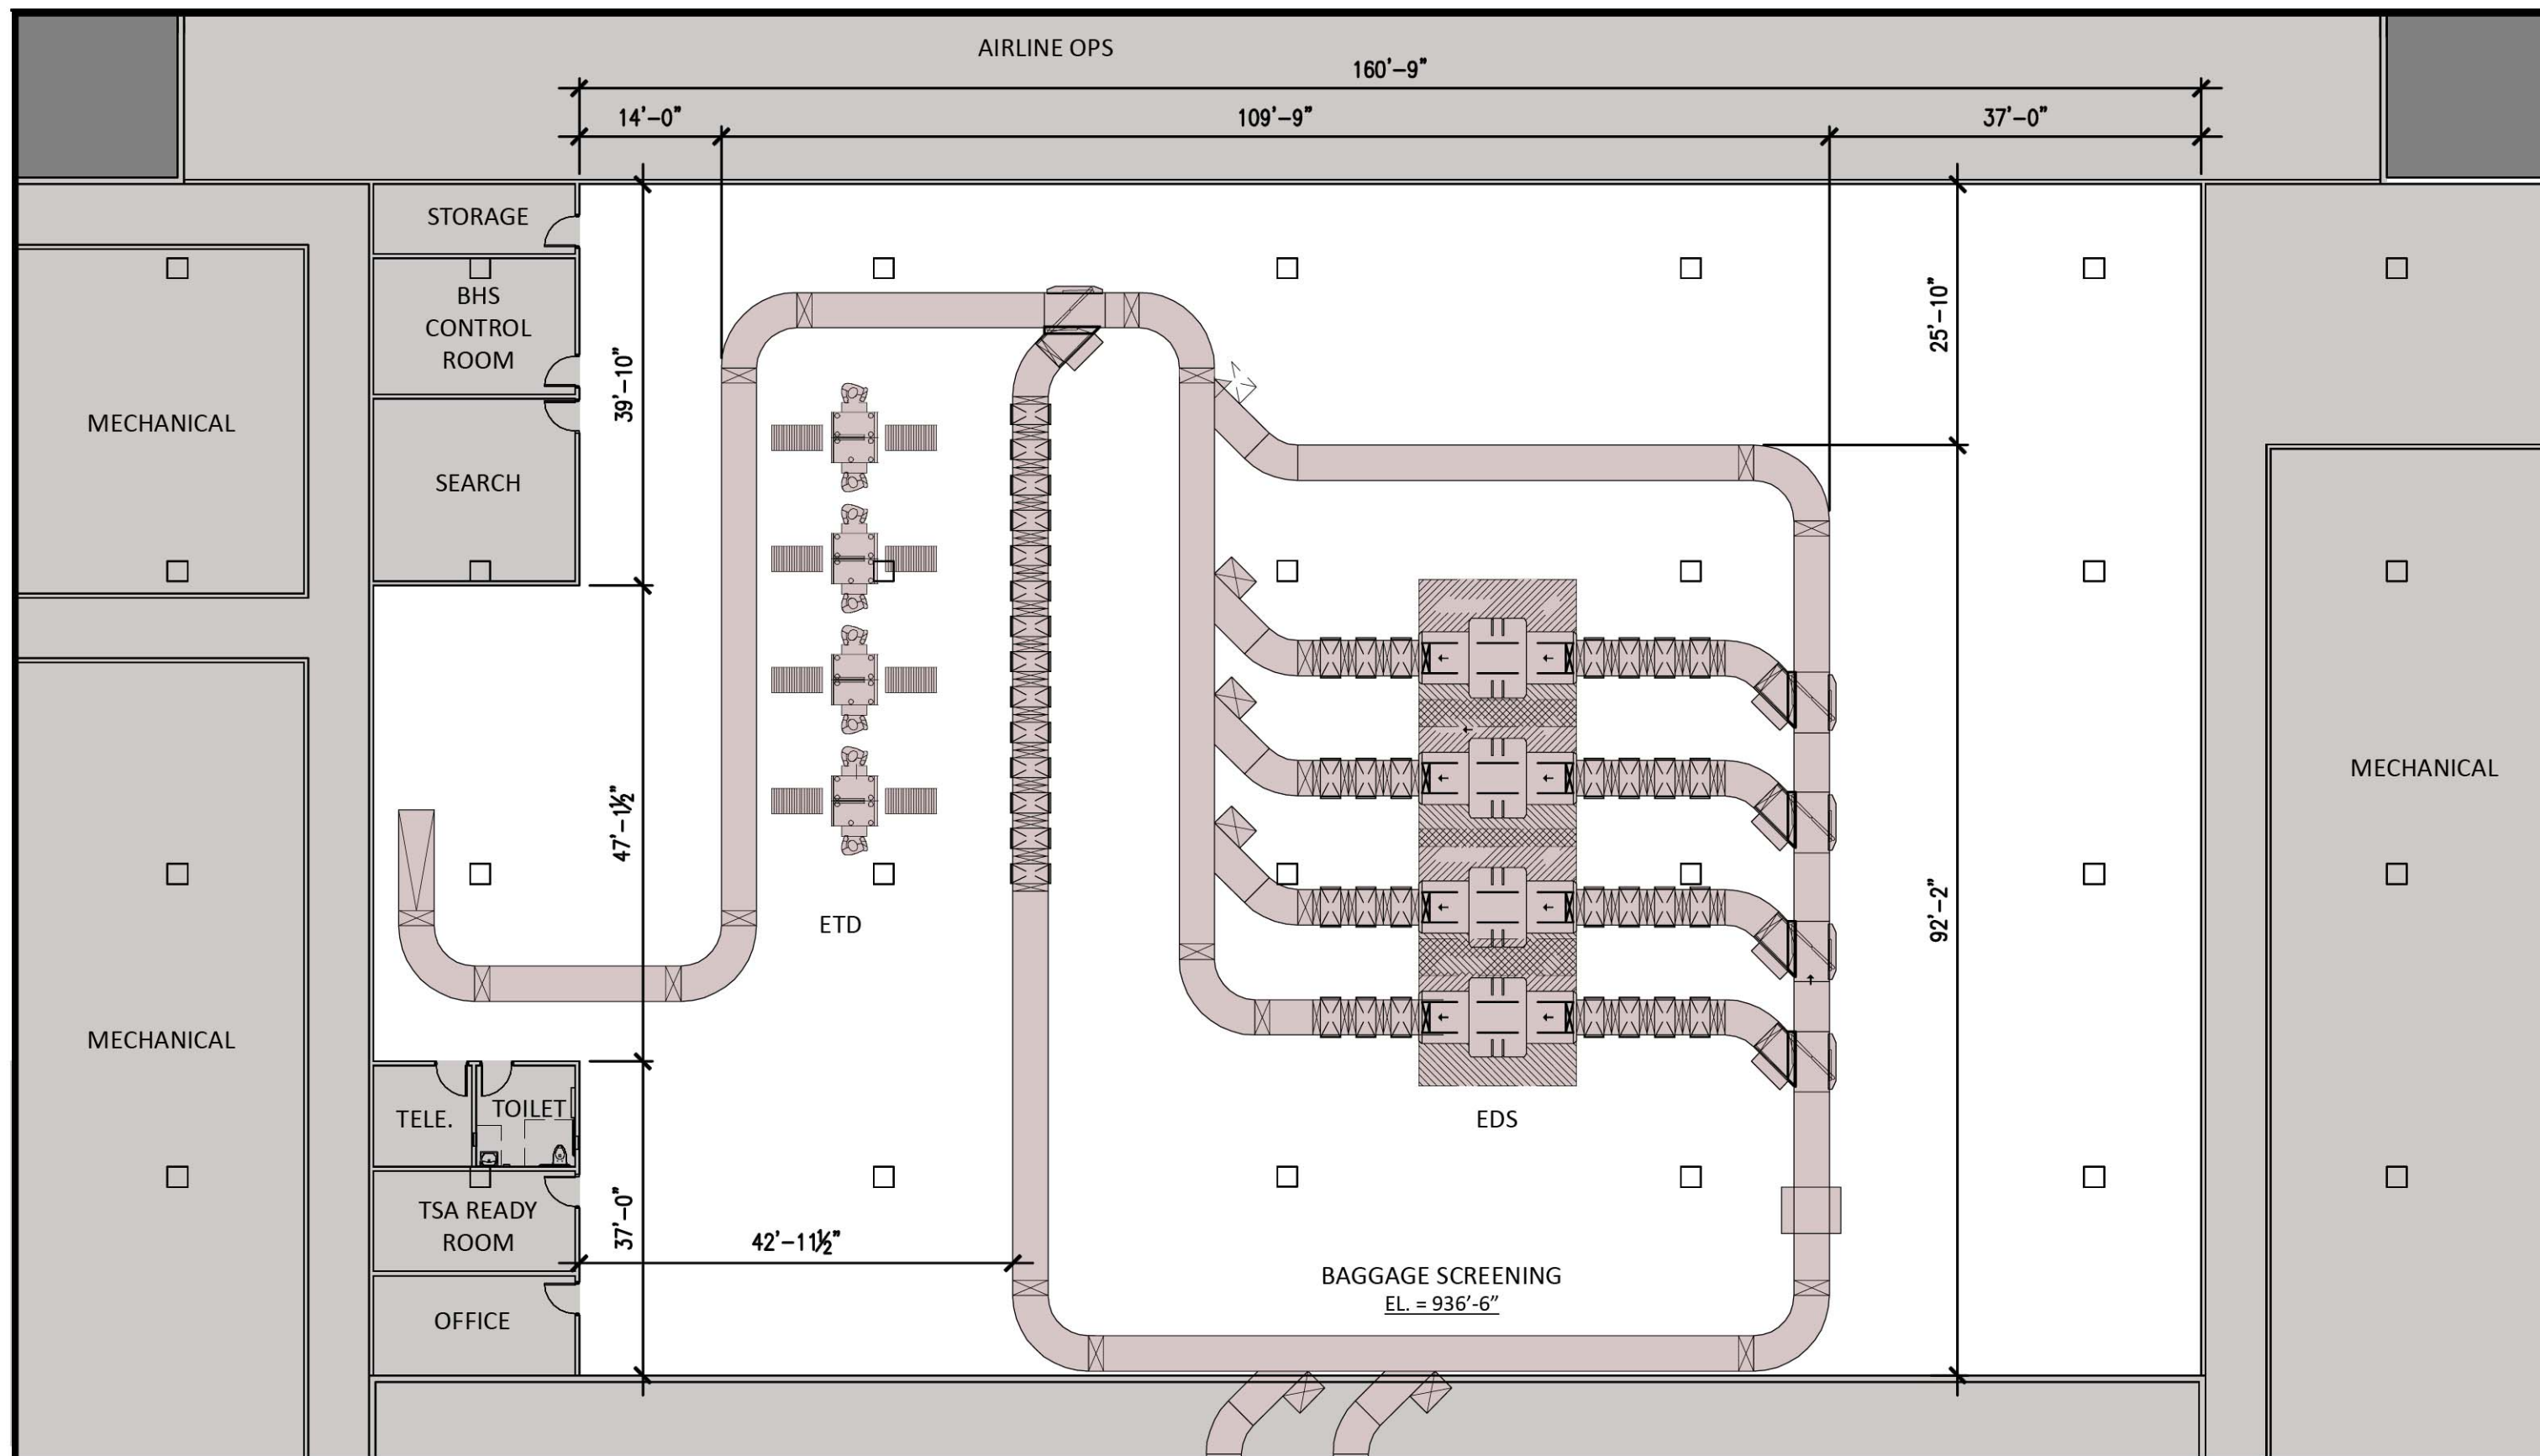 AIRLINE OPS
160'-9"
14'-0"
109'-9"
37'-0"
STORAGE
BHS
CONTROL
ROOM
39'-10"
25'-10"
MECHANICAL
SEARCH
MECHANICAL
47'-1½"
ETD
92'-2"
MECHANICAL
TELE.
TOILET
EDS
TSA READY
ROOM
37'-0"
42'-11½"
BAGGAGE SCREENING
EL. = 936'-6"
OFFICE